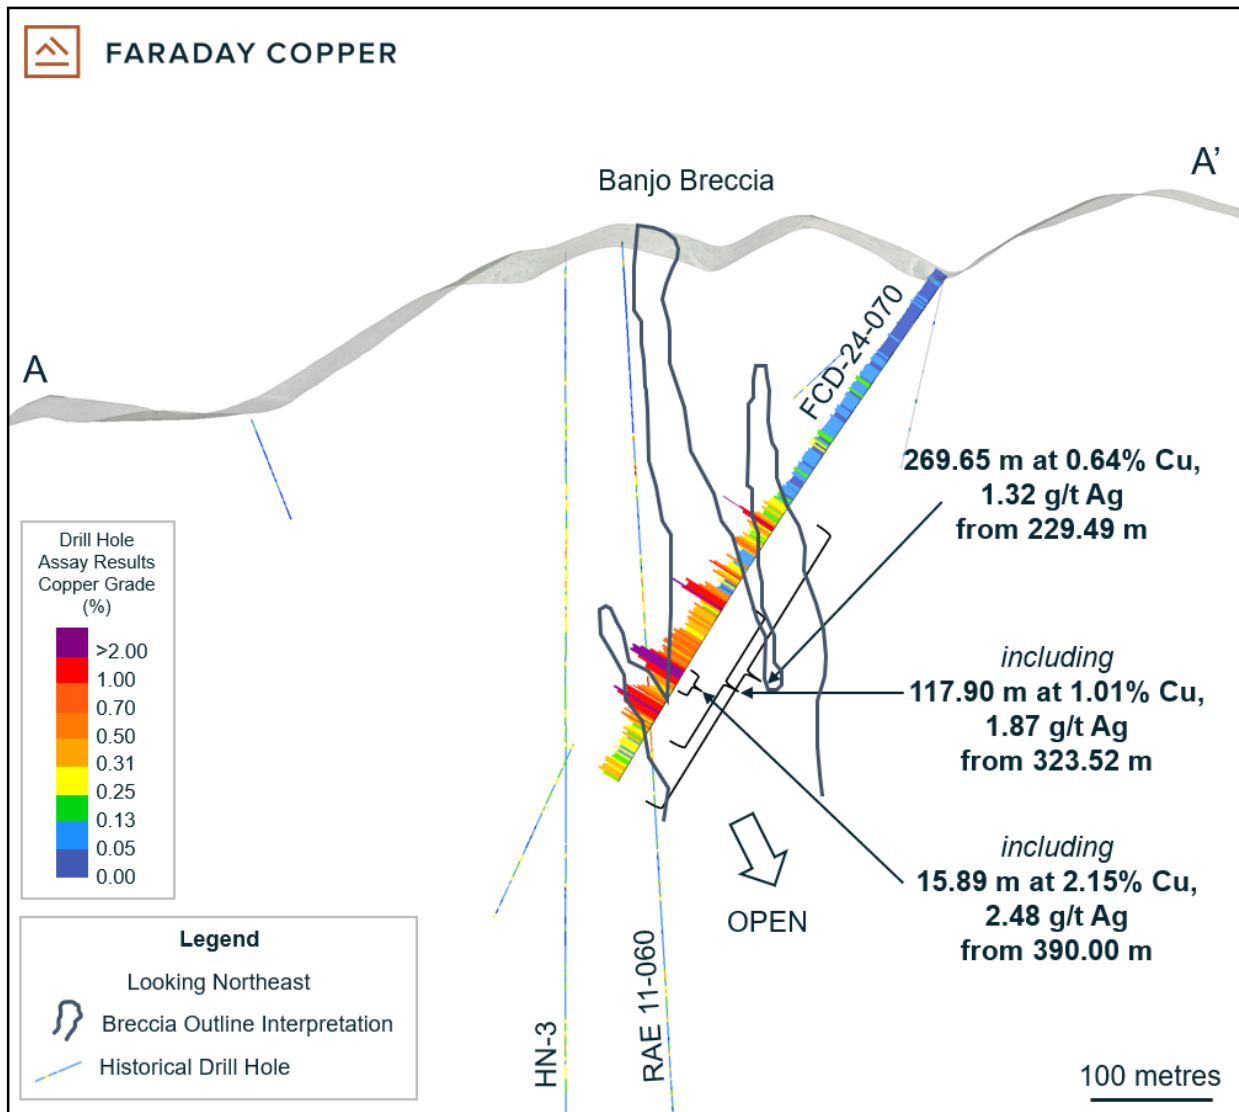 FARADAY COPPER
A'
Banjo Breccia
A
FCD-24-070
269.65 m at 0.64% Cu,
1.32 g/t Ag
from 229.49 m
including
117.90 m at 1.01% Cu,
1.87 g/t Ag
from 323.52 m
including
15.89 m at 2.15% Cu,
2.48 g/t Ag
from 390.00 m
Drill Hole
Assay Results
Copper Grade
(%)
>2.00
1.00
0.70
0.50
0.31
0.25
0.13
0.05
0.00
OPEN
Legend
Looking Northeast
Breccia Outline Interpretation
Historical Drill Hole
HN-3
RAE 11-060
100 metres